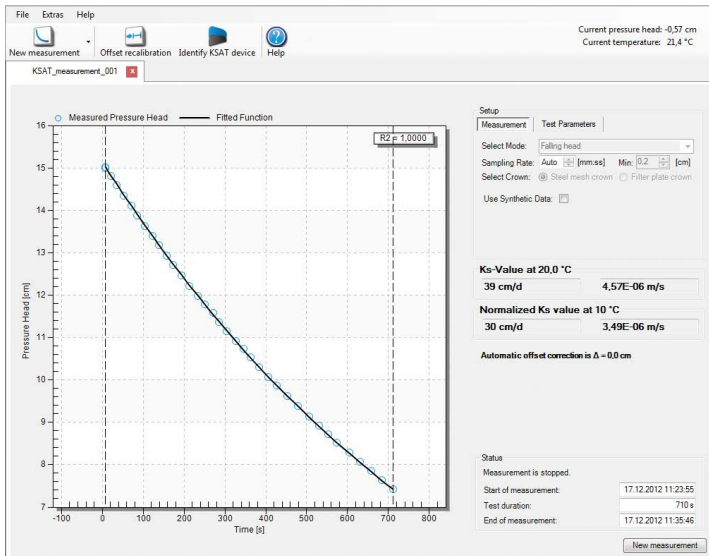 File Extras Help
New measurement Offset recalibration Identify KSAT device Help
Current pressure head: -0,57 cm
Current temperature: 21,4 °C
KSAT_measurement_001 x
Measured Pressure Head Fitted Function
R2 = 1,0000
16
15
14
13
12
11
10
9
8
7
Pressure Head [cm]
-100 0 100 200 300 400 500 600 700 800
Time [s]
Setup
Measurement Test Parameters
Select Mode: Falling head
Sampling Rate: Auto [mm:ss] Min: 0.2 [cm]
Select Crown: Steel mesh crown Filter plate crown
Use Synthetic Data:
Ks-Value at 20,0 °C
39 cm/d 4,57E-06 m/s
Normalized Ks value at 10 °C
30 cm/d 3,49E-06 m/s
Automatic offset correction is Δ = 0,0 cm
Status
Measurement is stopped.
Start of measurement: 17.12.2012 11:23:55
Test duration: 710 s
End of measurement: 17.12.2012 11:35:46
New measurement